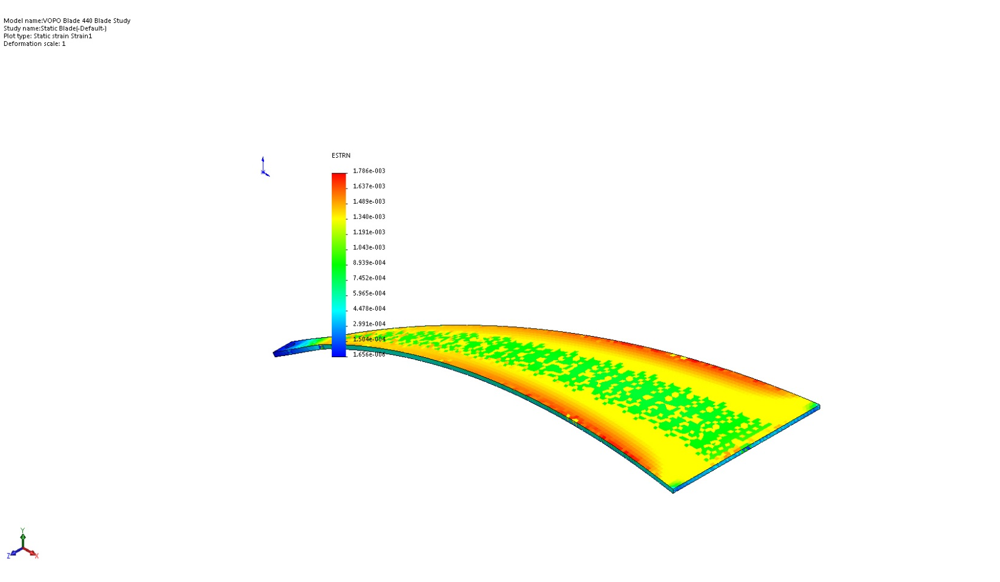 Model name:VOPO Blade 440 Blade Study
Study name:Static Blade(-Default-)
Plot type: Static strain Strain1
Deformation scale: 1
ESTRN
1.786e-003
1.637e-003
1.489e-003
1.340e-003
1.191e-003
1.043e-003
8.939e-004
7.452e-004
5.965e-004
4.478e-004
2.991e-004
1.504e-004
1.656e-006
Y
Z
X